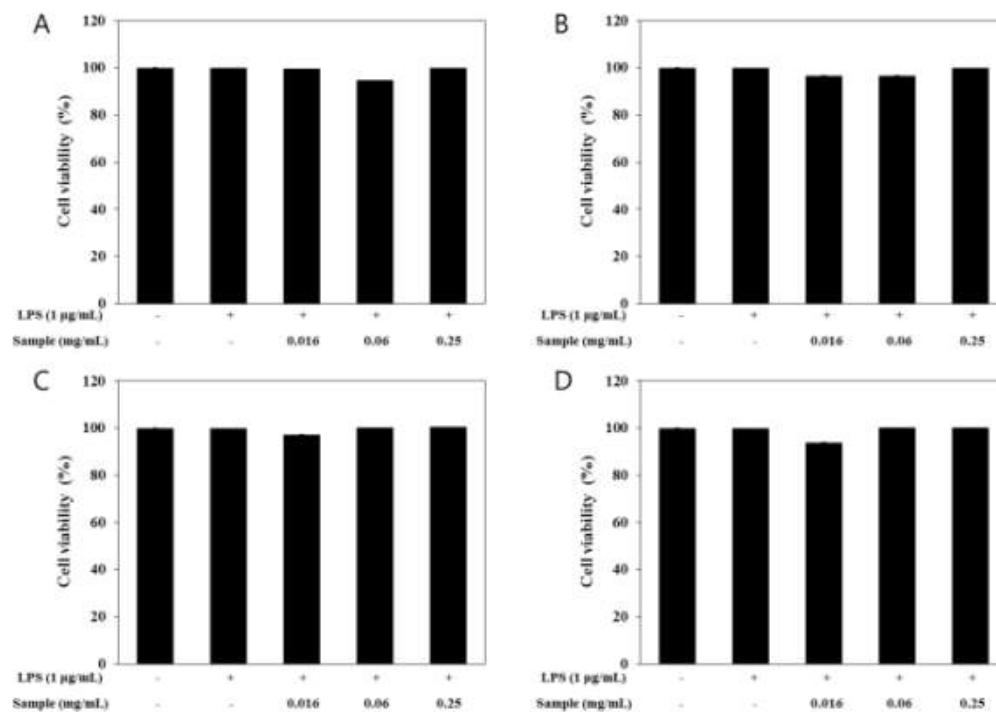 A
B
120
100
80
60
40
20
0
Cell viability (%)
LPS (1 μg/mL) - + + + +
Sample (mg/mL) - - 0.016 0.06 0.25
120
100
80
60
40
20
0
Cell viability (%)
LPS (1 μg/mL) - + + + +
Sample (mg/mL) - - 0.016 0.06 0.25
C
D
120
100
80
60
40
20
0
Cell viability (%)
LPS (1 μg/mL) - + + + +
Sample (mg/mL) - - 0.016 0.06 0.25
120
100
80
60
40
20
0
Cell viability (%)
LPS (1 μg/mL) - + + + +
Sample (mg/mL) - - 0.016 0.06 0.25